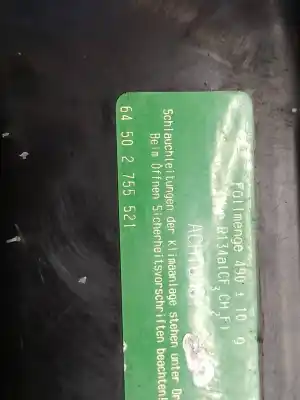 Füllmenge 490 ± 10 g
R134a(CF₃CH₂F)
Schlauchleitungen der Klimaanlage stehen unter
Beim Öffnen Sicherheitsvorschriften beachten!
64 50 2 755 521